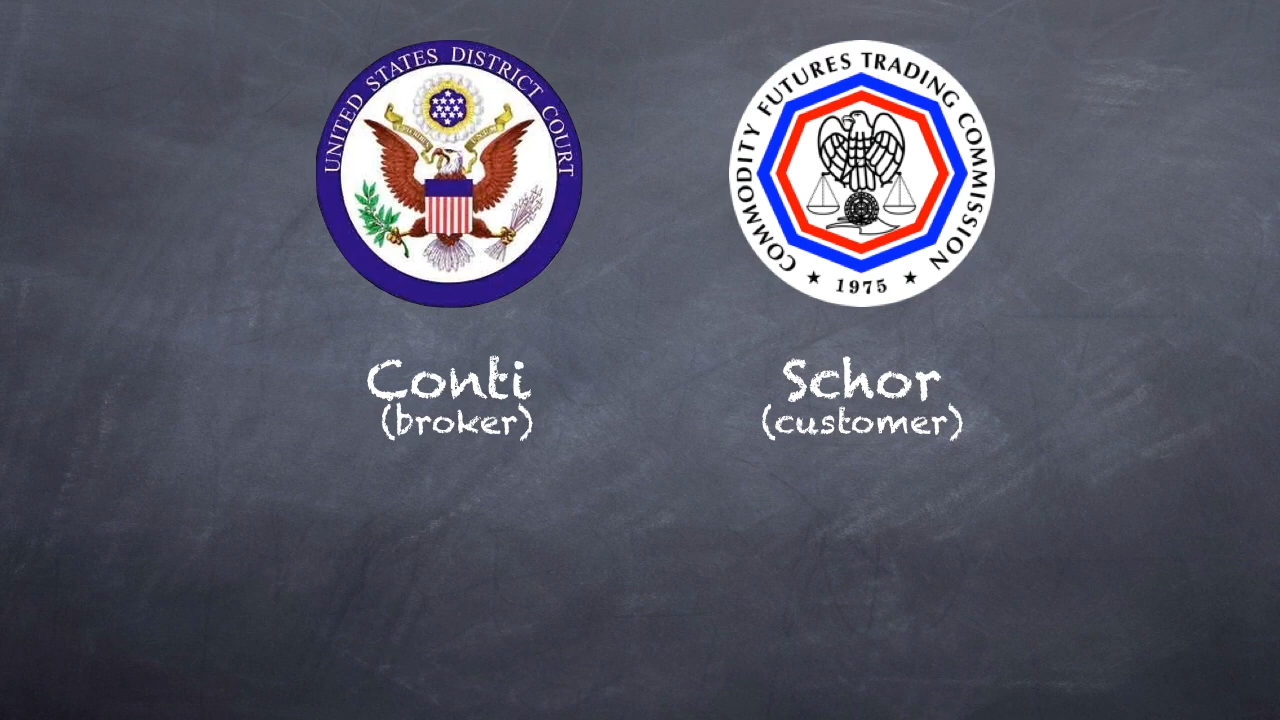 UNITED STATES DISTRICT COURT
COMMODITY FUTURES TRADING COMMISSION
★ 1975 ★
Conti
(broker)
Schor
(customer)